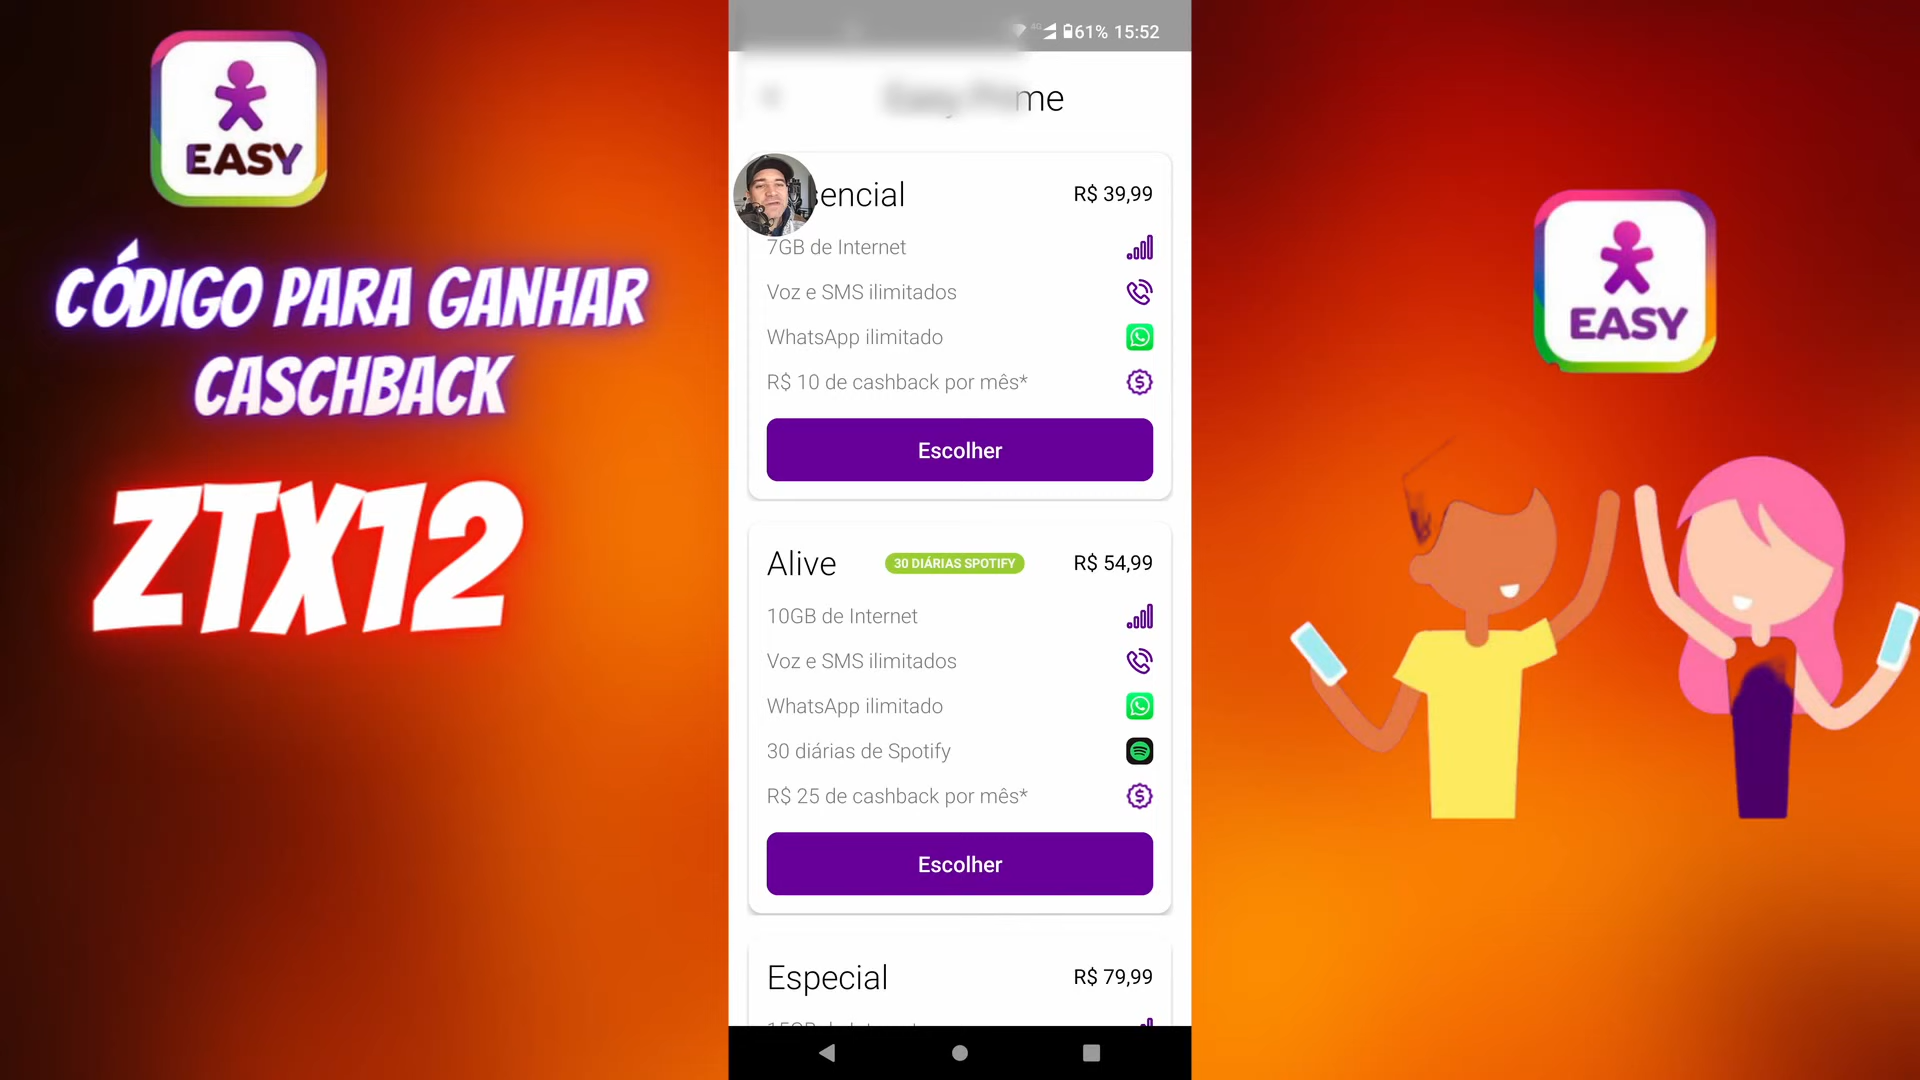 EASY
CÓDIGO PARA GANHAR
CASCHBACK
ZTX12
61% 15:52
Easy Prime
encial R$ 39,99
7GB de Internet
Voz e SMS ilimitados
WhatsApp ilimitado
R$ 10 de cashback por mês*
Escolher
Alive 30 DIÁRIAS SPOTIFY R$ 54,99
10GB de Internet
Voz e SMS ilimitados
WhatsApp ilimitado
30 diárias de Spotify
R$ 25 de cashback por mês*
Escolher
Especial R$ 79,99
EASY